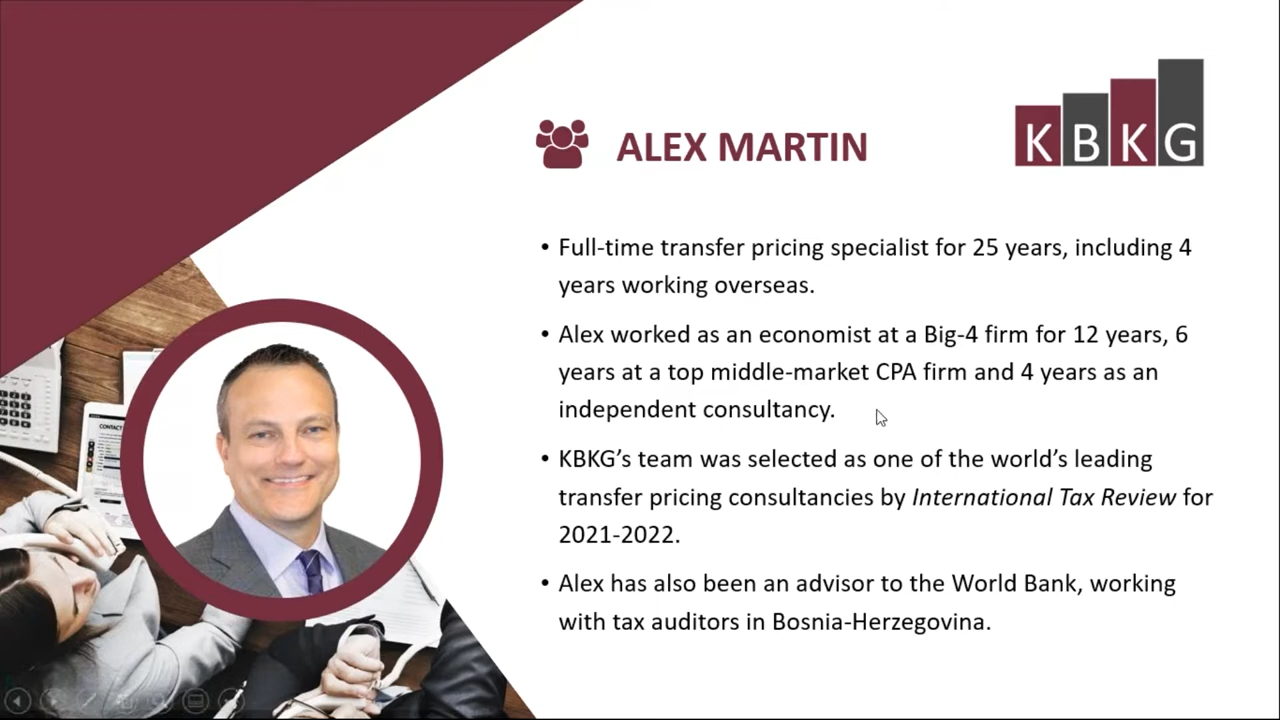 ALEX MARTIN
KBKG
• Full-time transfer pricing specialist for 25 years, including 4
years working overseas.
• Alex worked as an economist at a Big-4 firm for 12 years, 6
years at a top middle-market CPA firm and 4 years as an
independent consultancy.
• KBKG’s team was selected as one of the world’s leading
transfer pricing consultancies by International Tax Review for
2021-2022.
• Alex has also been an advisor to the World Bank, working
with tax auditors in Bosnia-Herzegovina.
CONTACT